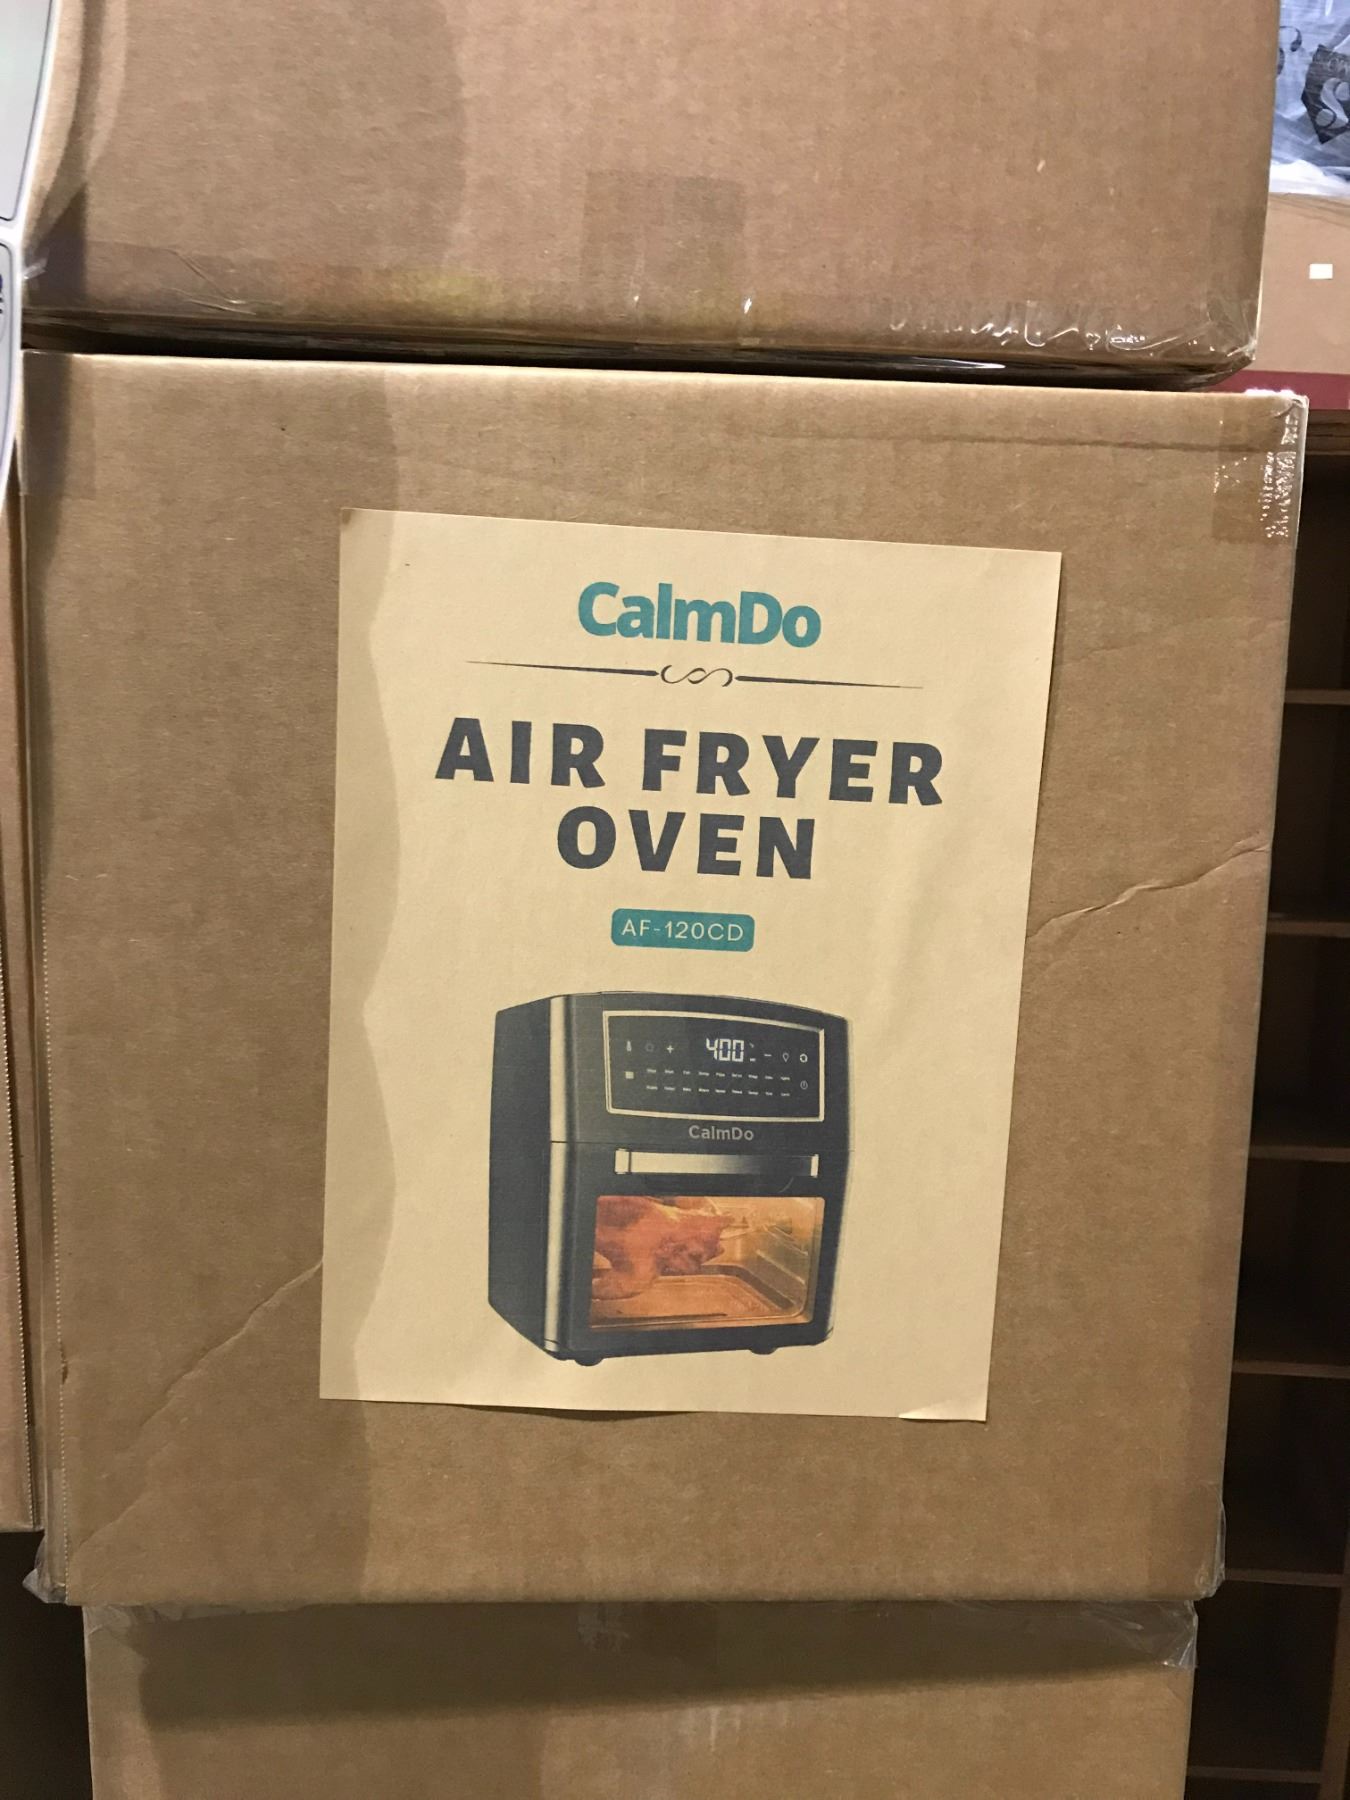 CalmDo
AIR FRYER
OVEN
AF-120CD
400
CalmDo